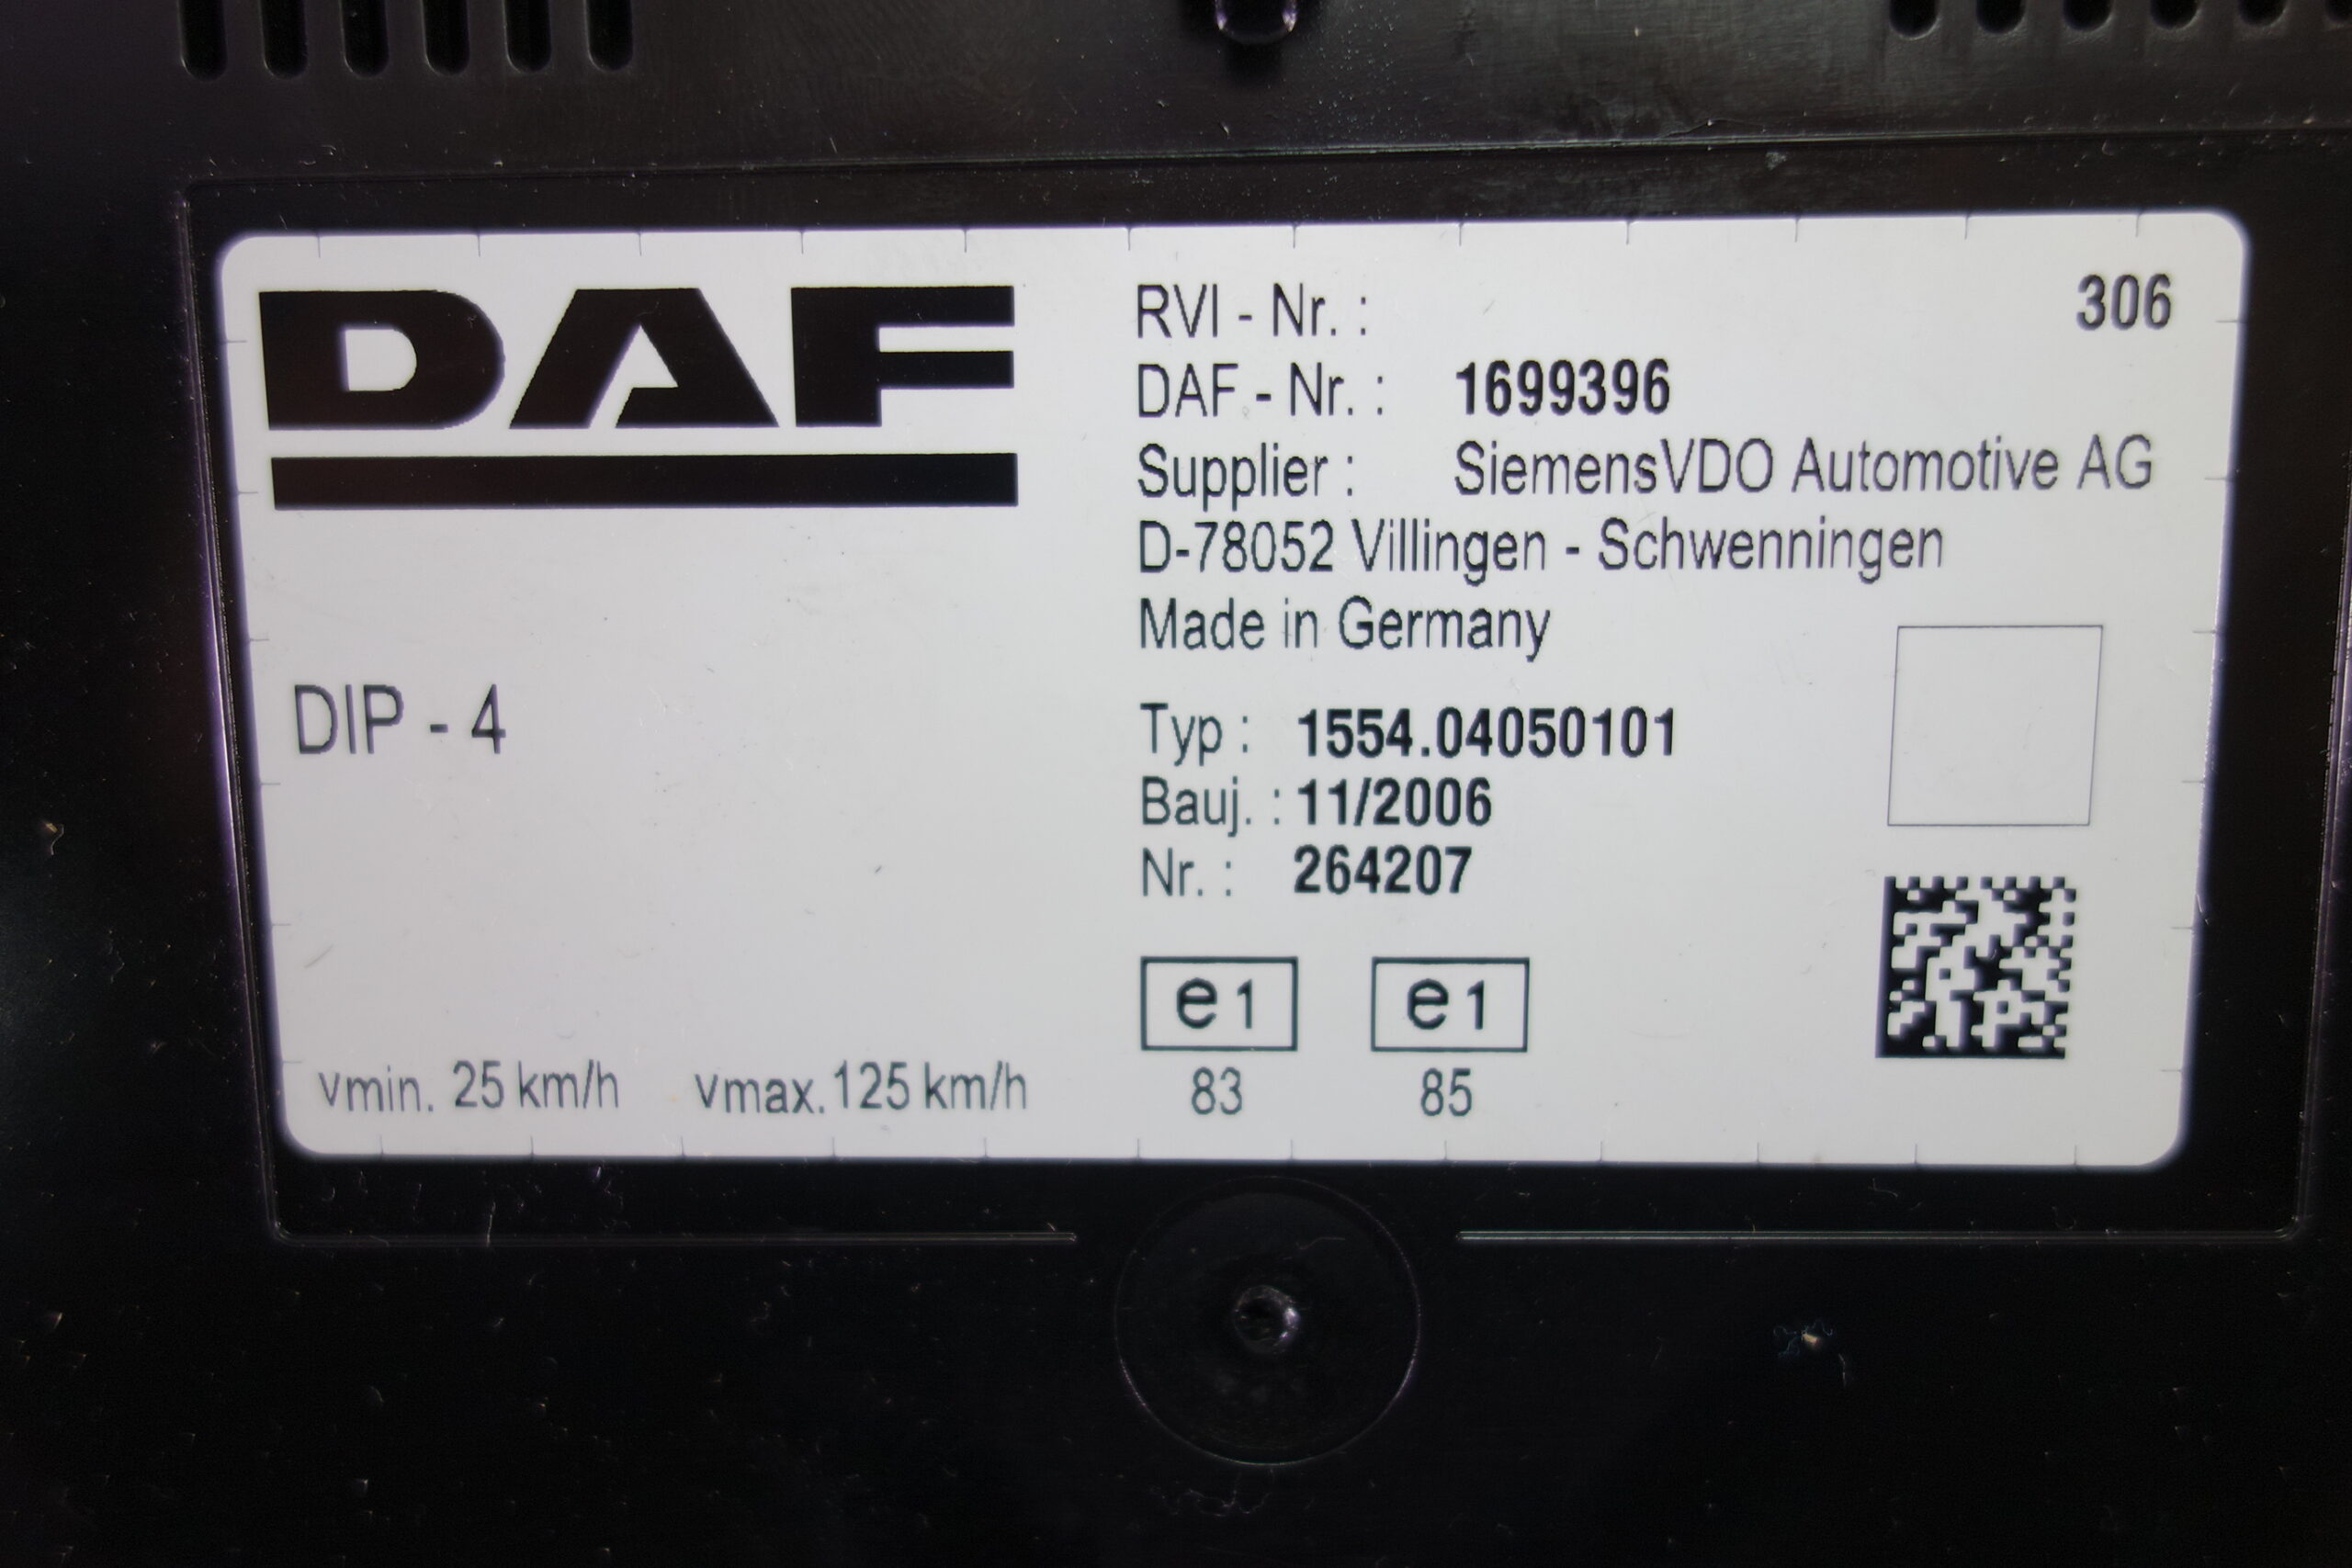 DAF
DIP - 4
vmin. 25 km/h vmax. 125 km/h
RVI - Nr. : 306
DAF - Nr. : 1699396
Supplier : SiemensVDO Automotive AG
D-78052 Villingen - Schwenningen
Made in Germany
Typ : 1554.04050101
Bauj. : 11/2006
Nr. : 264207
e1 e1
83 85